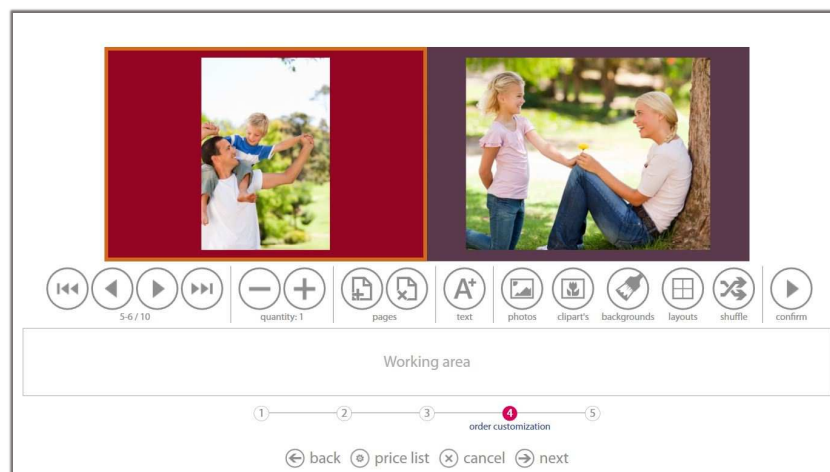 5-6 / 10 quantity: 1 pages text photos clipart's backgrounds layouts shuffle confirm
Working area
1 2 3 4 5
order customization
back price list cancel next